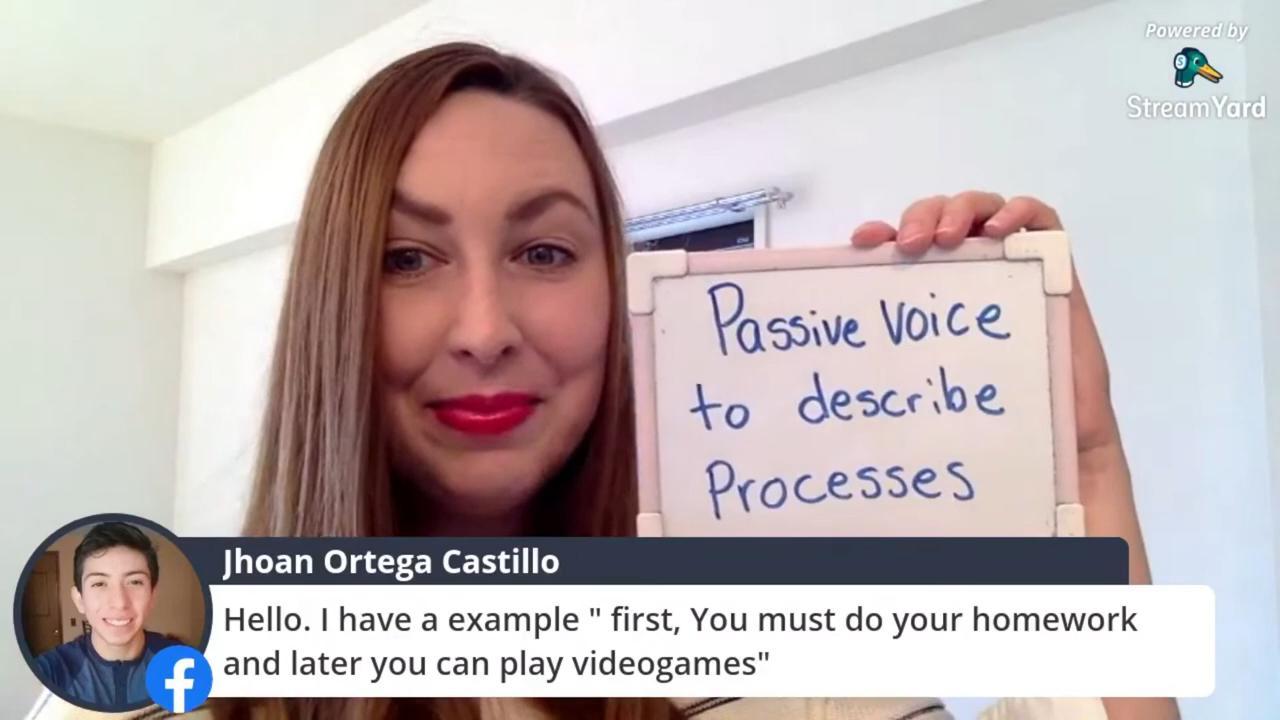 Powered by
StreamYard
Passive Voice
to describe
Processes
Jhoan Ortega Castillo
Hello. I have a example " first, You must do your homework
and later you can play videogames"